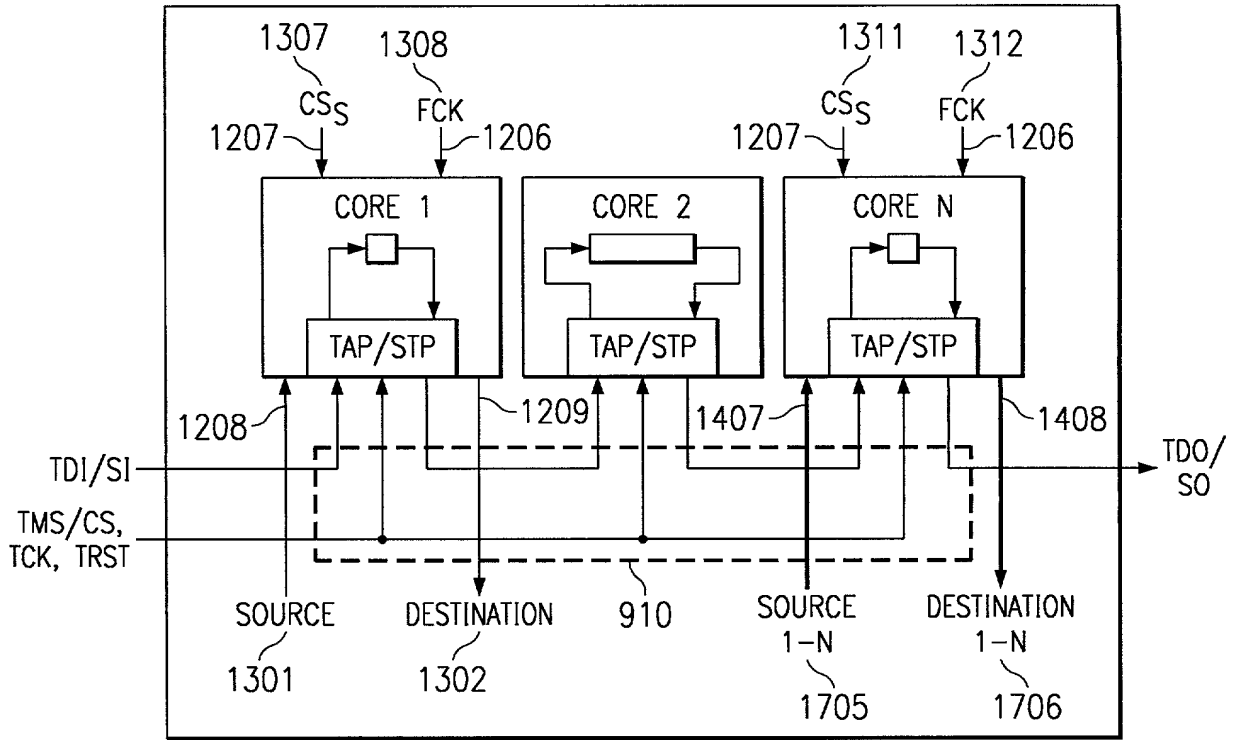 1307
1308
1311
1312
CSS
FCK
CSS
FCK
1207
1206
1207
1206
CORE 1
CORE 2
CORE N
TAP/STP
TAP/STP
TAP/STP
1208
1209
1407
1408
TDI/SI
TDO/
SO
TMS/CS,
TCK, TRST
SOURCE
DESTINATION
910
SOURCE
1-N
DESTINATION
1-N
1301
1302
1705
1706